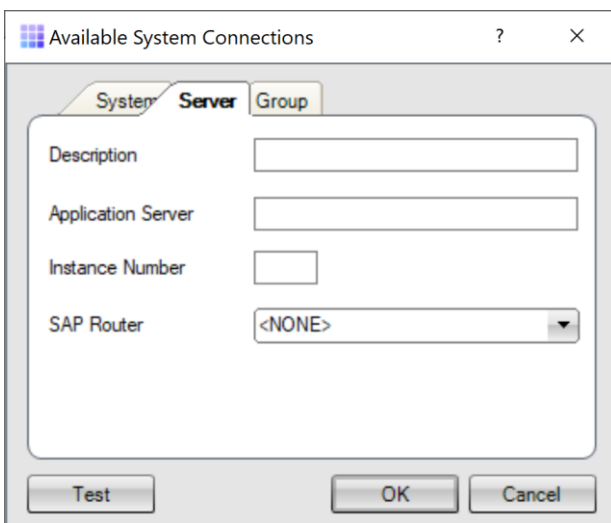 Available System Connections ?
System Server Group
Description
Application Server
Instance Number
SAP Router <NONE>
Test OK Cancel